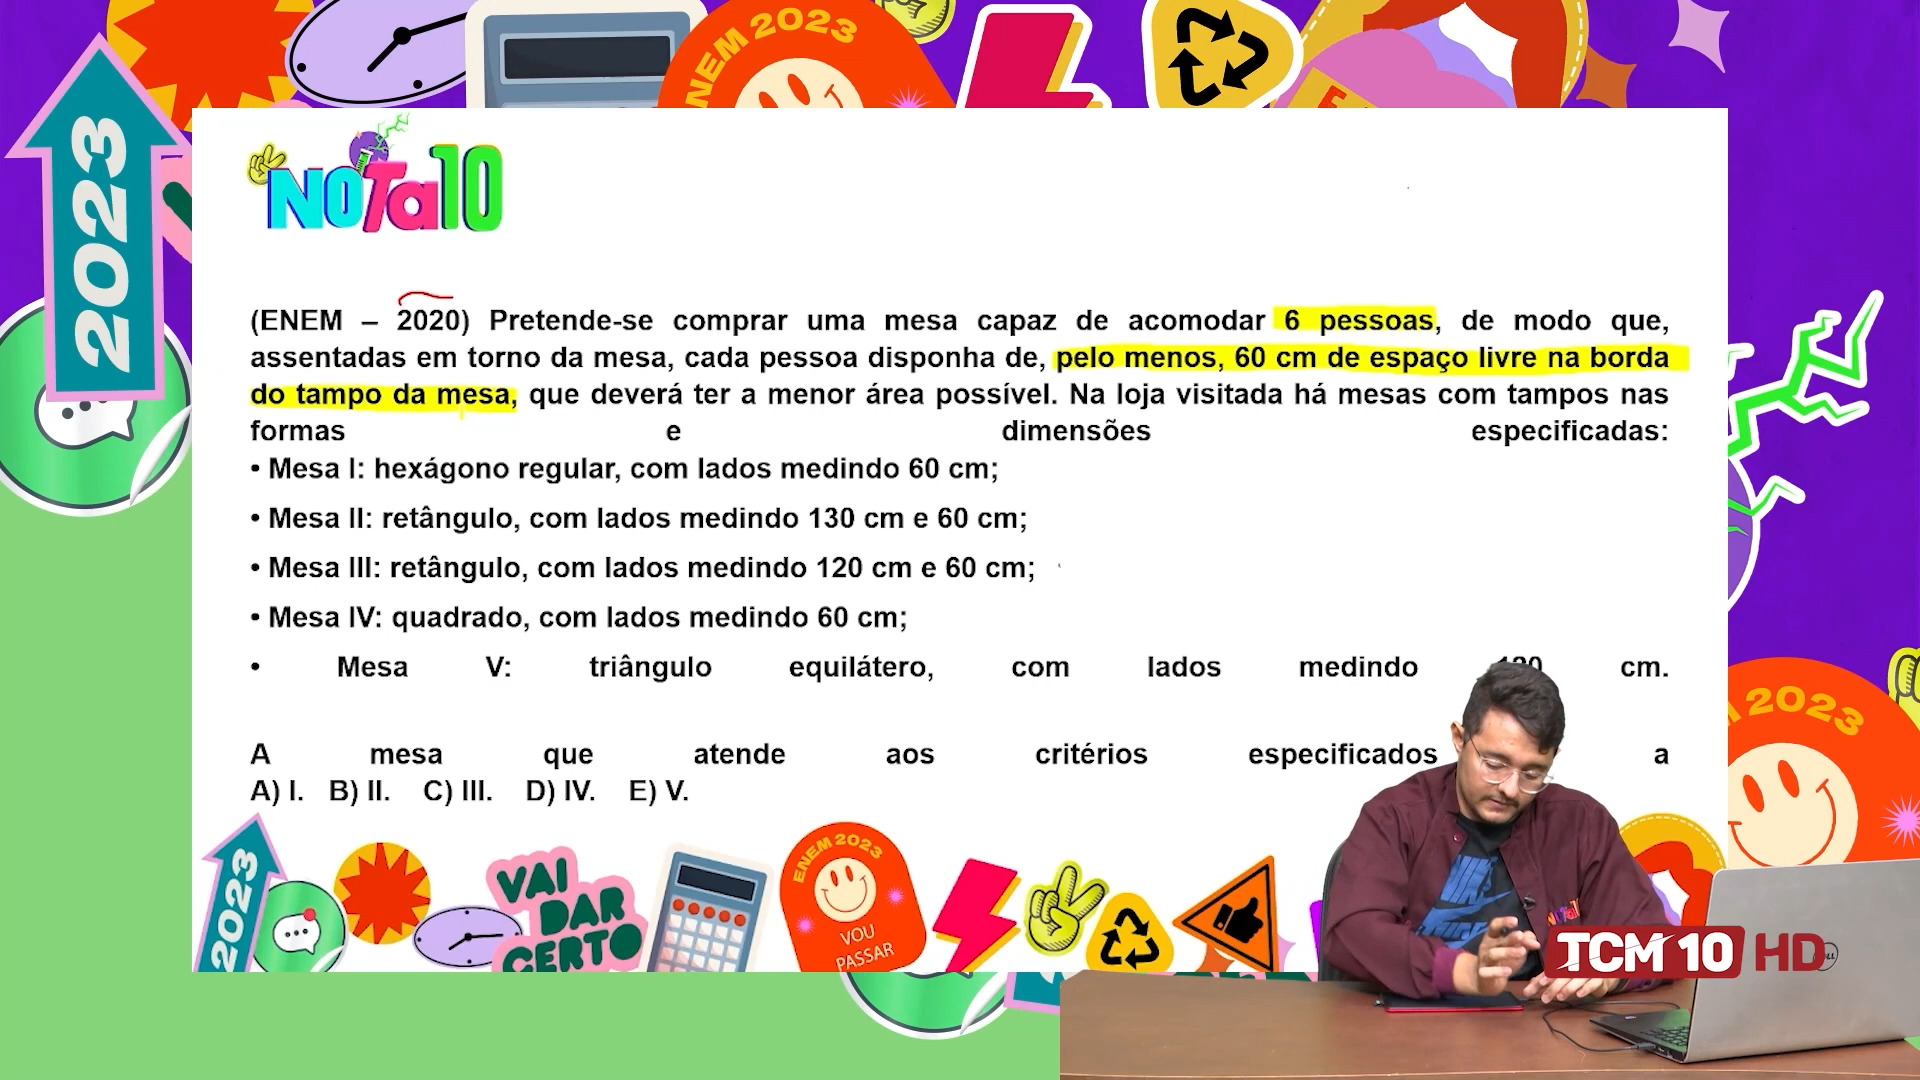 ENEM 2023
2023
NoTa10
(ENEM – 2020) Pretende-se comprar uma mesa capaz de acomodar 6 pessoas, de modo que,
assentadas em torno da mesa, cada pessoa disponha de, pelo menos, 60 cm de espaço livre na borda
do tampo da mesa, que deverá ter a menor área possível. Na loja visitada há mesas com tampos nas
formas e dimensões especificadas:
• Mesa I: hexágono regular, com lados medindo 60 cm;
• Mesa II: retângulo, com lados medindo 130 cm e 60 cm;
• Mesa III: retângulo, com lados medindo 120 cm e 60 cm;
• Mesa IV: quadrado, com lados medindo 60 cm;
• Mesa V: triângulo equilátero, com lados medindo 120 cm.
A mesa que atende aos critérios especificados a
A) I. B) II. C) III. D) IV. E) V.
2023
VAI
DAR
CERTO
ENEM 2023
VOU
PASSAR
2023
TCM 10 HD